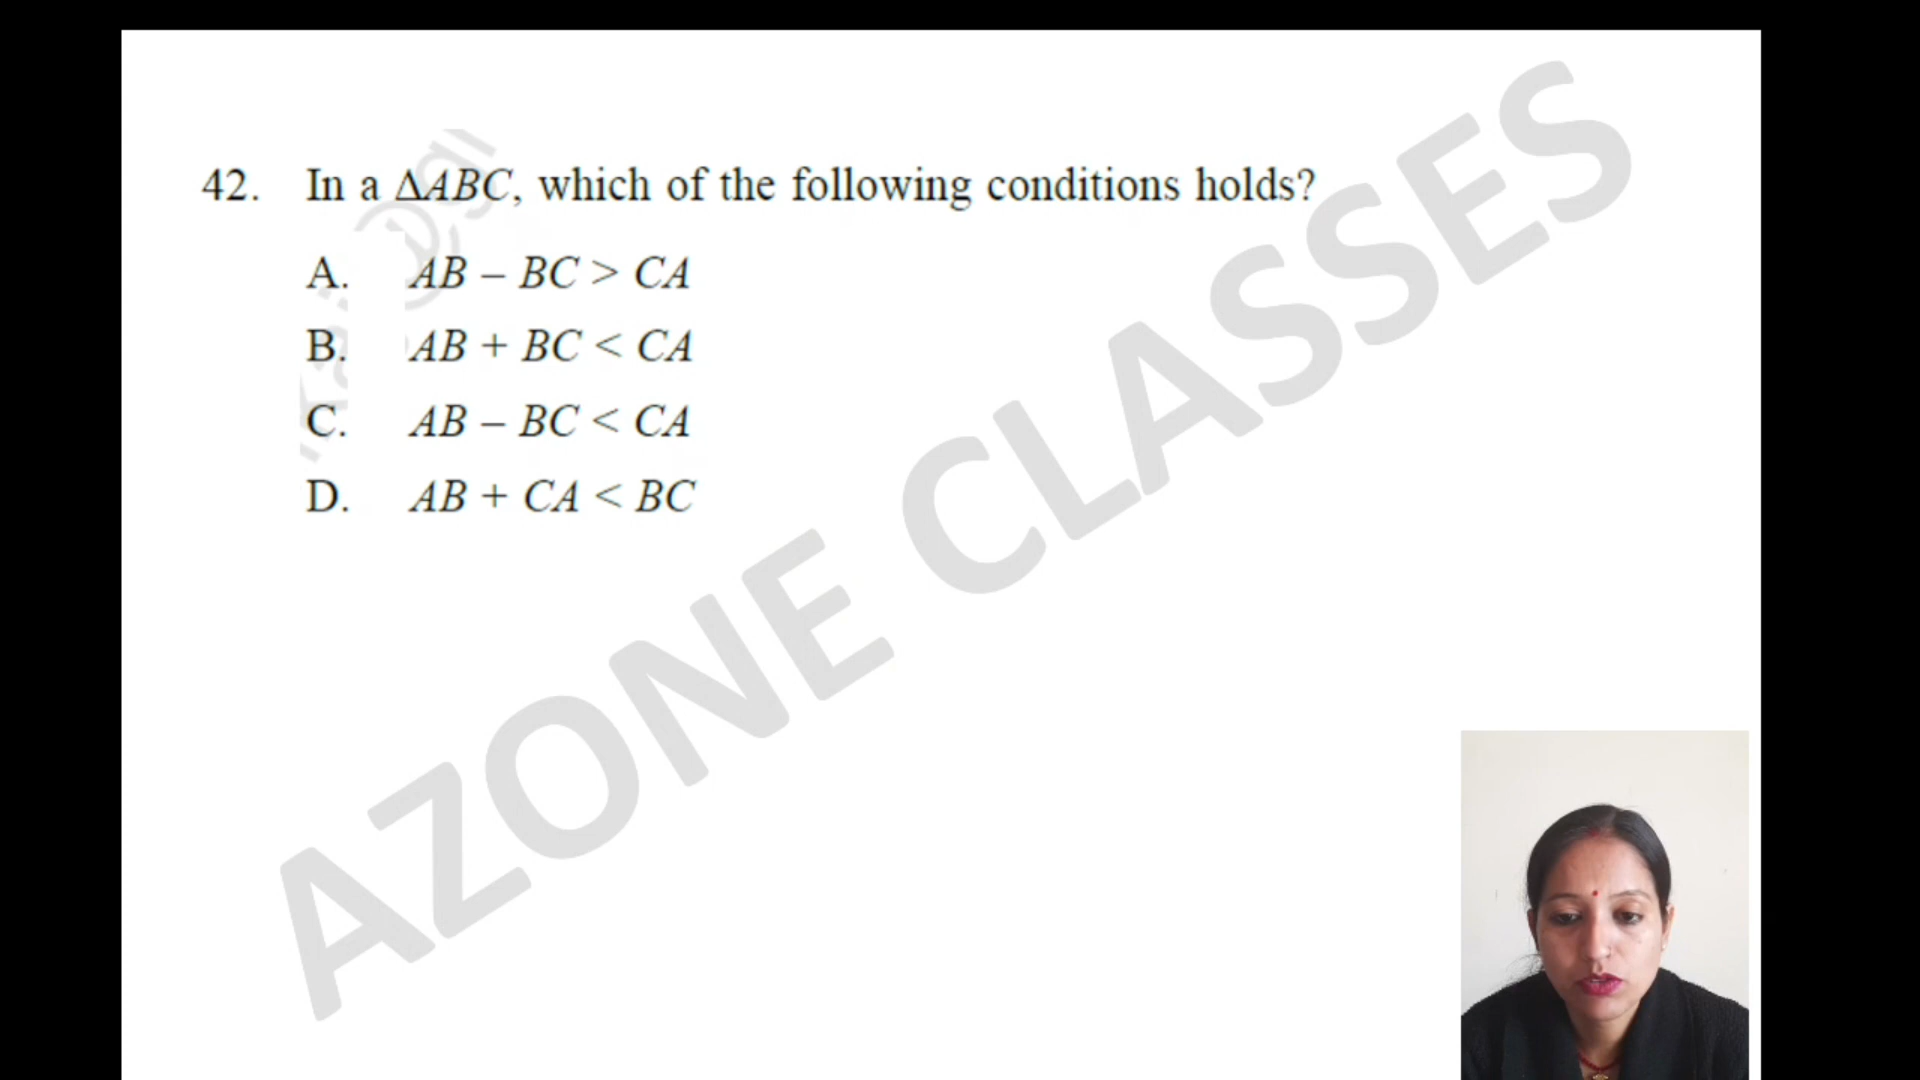 42. In a ΔABC, which of the following conditions holds?
A. AB – BC > CA
B. AB + BC < CA
C. AB – BC < CA
D. AB + CA < BC
AZONE CLASSES